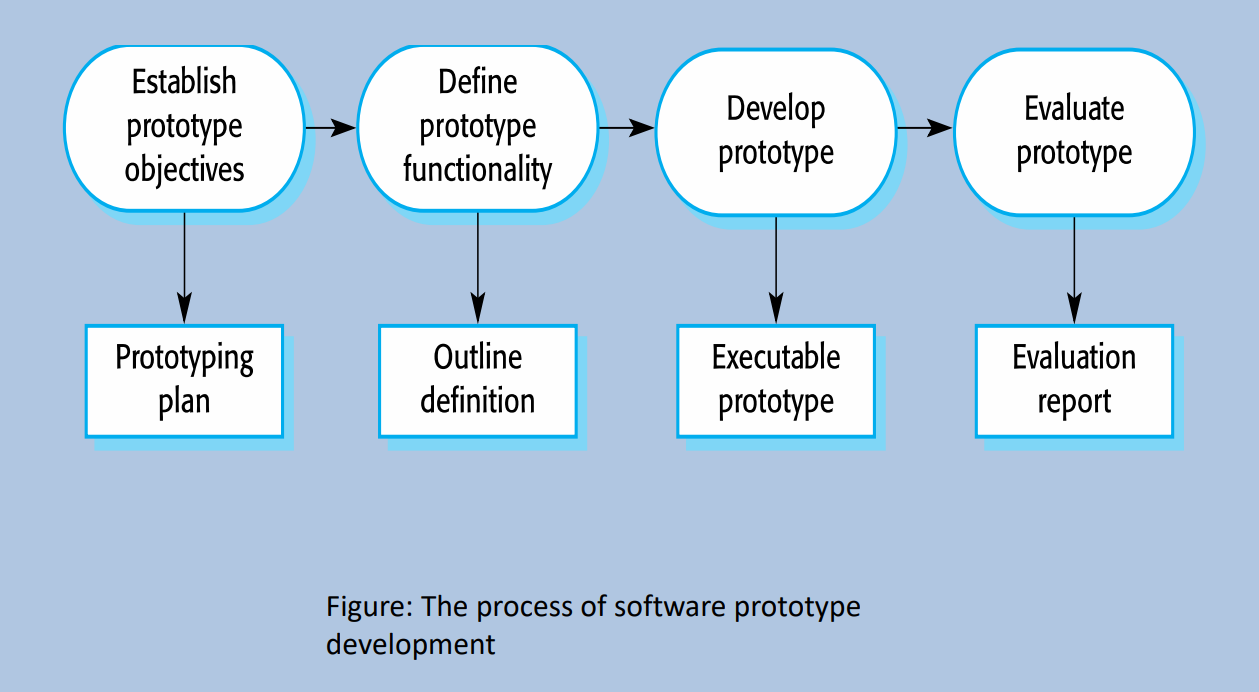 Establish
prototype
objectives
Define
prototype
functionality
Develop
prototype
Evaluate
prototype
Prototyping
plan
Outline
definition
Executable
prototype
Evaluation
report
Figure: The process of software prototype
development